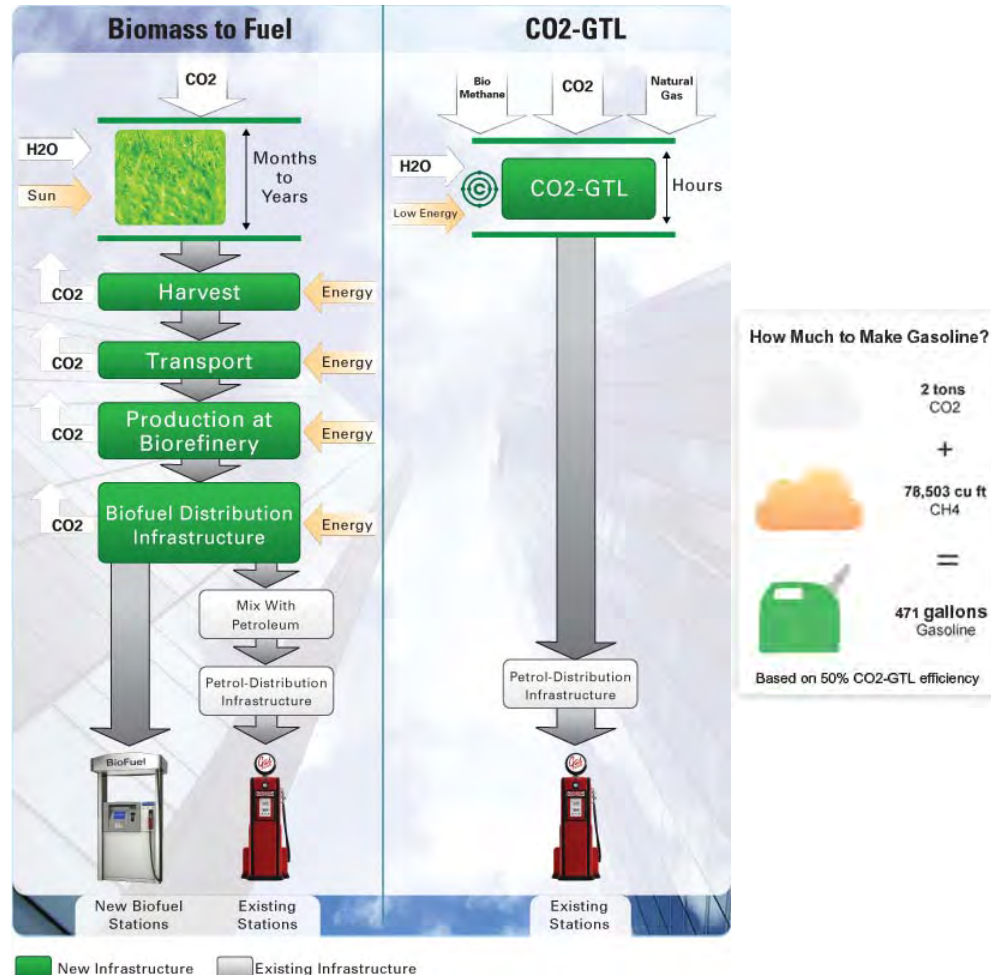 Biomass to Fuel
CO2
H2O
Sun
Months
to
Years
CO2
Harvest
Energy
CO2
Transport
Energy
CO2
Production at
Biorefinery
Energy
CO2
Biofuel Distribution
Infrastructure
Energy
Mix With
Petroleum
Petrol-Distribution
Infrastructure
BioFuel
Gas
New Biofuel
Stations
Existing
Stations
CO2-GTL
Bio
Methane
CO2
Natural
Gas
H2O
Low Energy
C
CO2-GTL
Hours
Petrol-Distribution
Infrastructure
Gas
Existing
Stations
New Infrastructure
Existing Infrastructure
How Much to Make Gasoline?
2 tons
CO2
+
78,503 cu ft
CH4
=
471 gallons
Gasoline
Based on 50% CO2-GTL efficiency